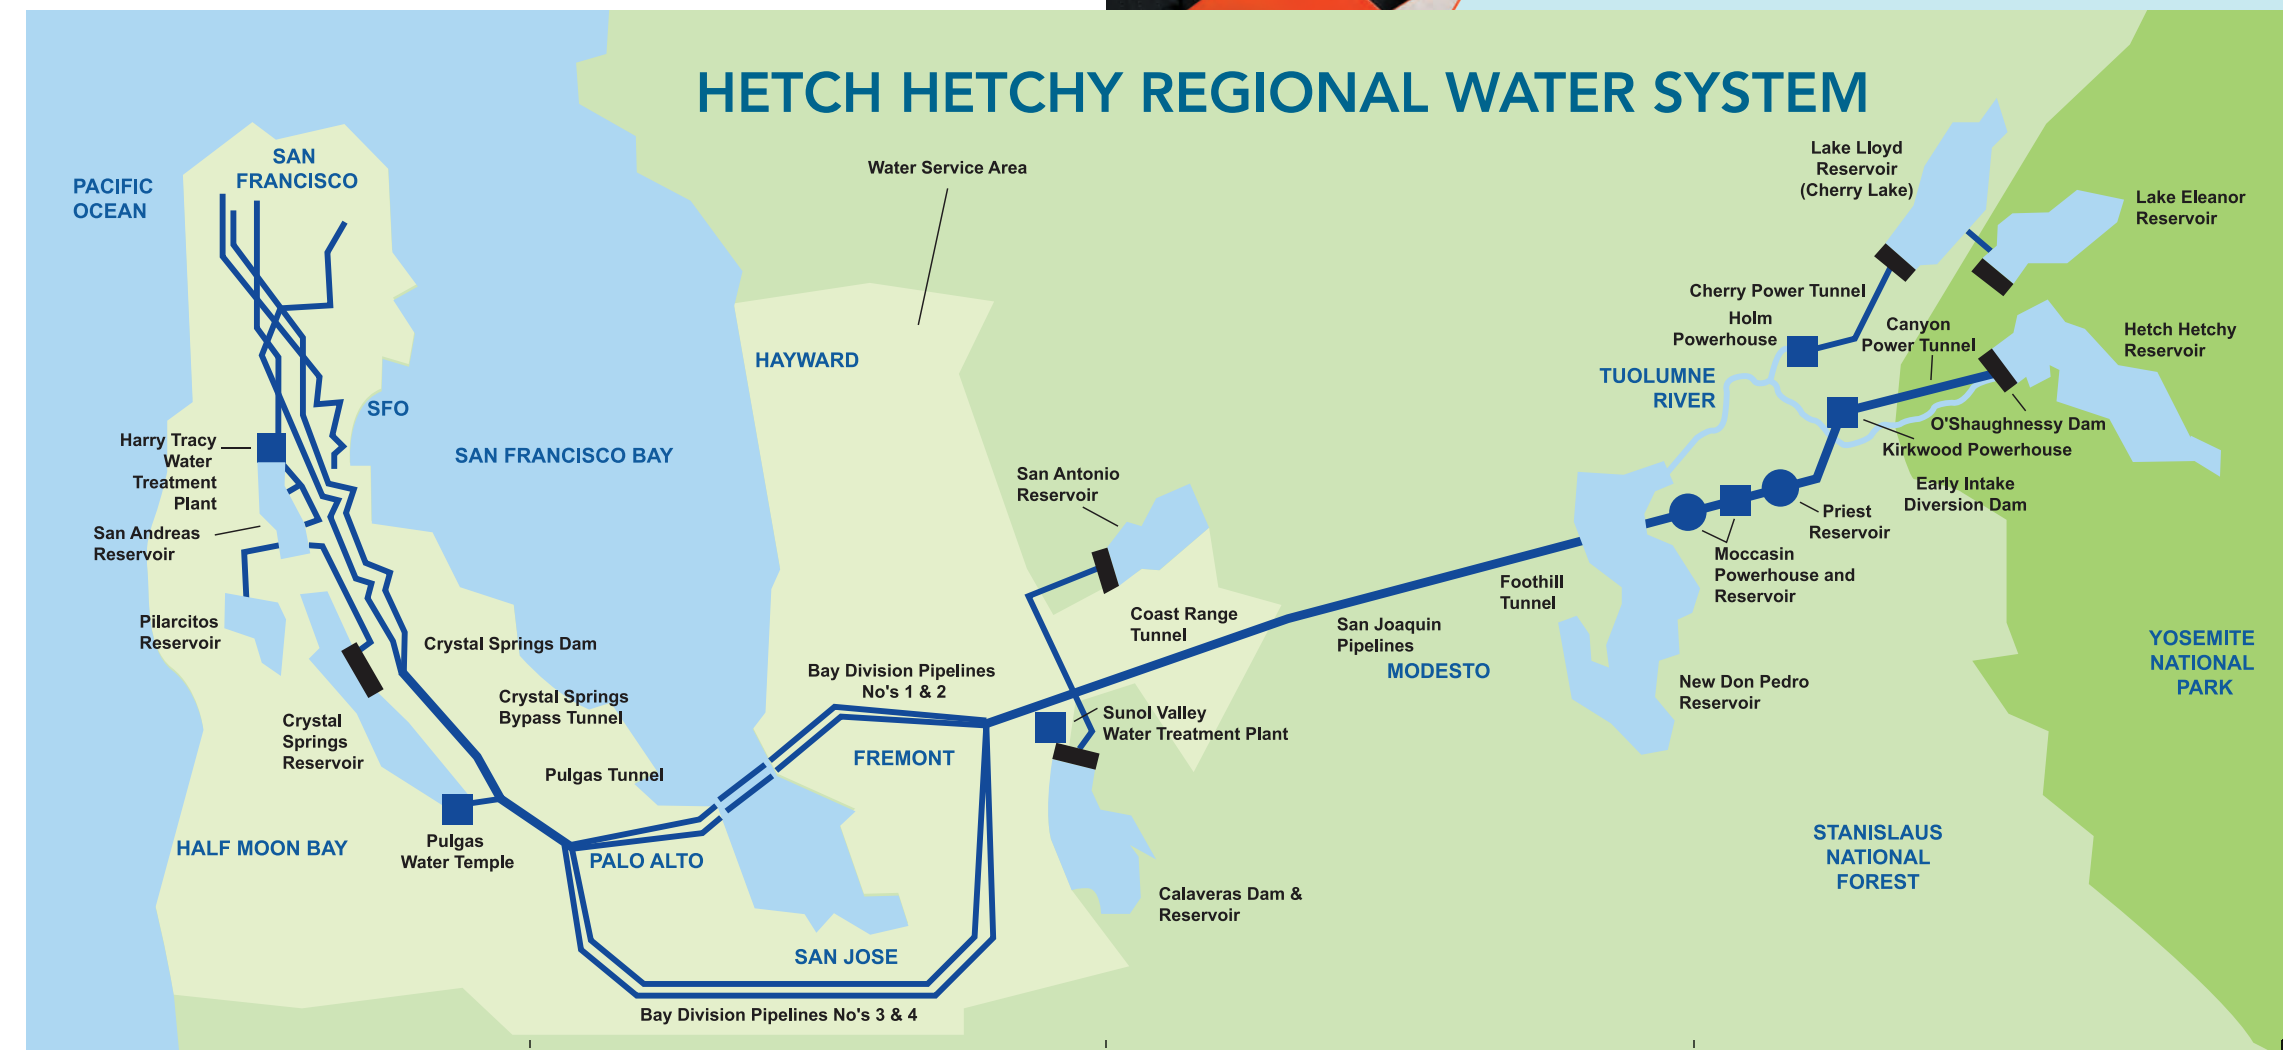 HETCH HETCHY REGIONAL WATER SYSTEM
SAN
FRANCISCO
PACIFIC
OCEAN
Water Service Area
Lake Lloyd
Reservoir
(Cherry Lake)
Lake Eleanor
Reservoir
Cherry Power Tunnel
Holm
Powerhouse
Canyon
Power Tunnel
Hetch Hetchy
Reservoir
HAYWARD
TUOLUMNE
RIVER
SFO
O'Shaughnessy Dam
Kirkwood Powerhouse
Harry Tracy
Water
Treatment
Plant
SAN FRANCISCO BAY
San Antonio
Reservoir
Early Intake
Diversion Dam
Priest
Reservoir
San Andreas
Reservoir
Moccasin
Powerhouse and
Reservoir
Foothill
Tunnel
Pilarcitos
Reservoir
Crystal Springs Dam
Coast Range
Tunnel
San Joaquin
Pipelines
MODESTO
YOSEMITE
NATIONAL
PARK
Bay Division Pipelines
No's 1 & 2
Crystal Springs
Bypass Tunnel
New Don Pedro
Reservoir
Crystal
Springs
Reservoir
Sunol Valley
Water Treatment Plant
FREMONT
Pulgas Tunnel
Pulgas
Water Temple
HALF MOON BAY
PALO ALTO
STANISLAUS
NATIONAL
FOREST
Calaveras Dam &
Reservoir
SAN JOSE
Bay Division Pipelines No's 3 & 4